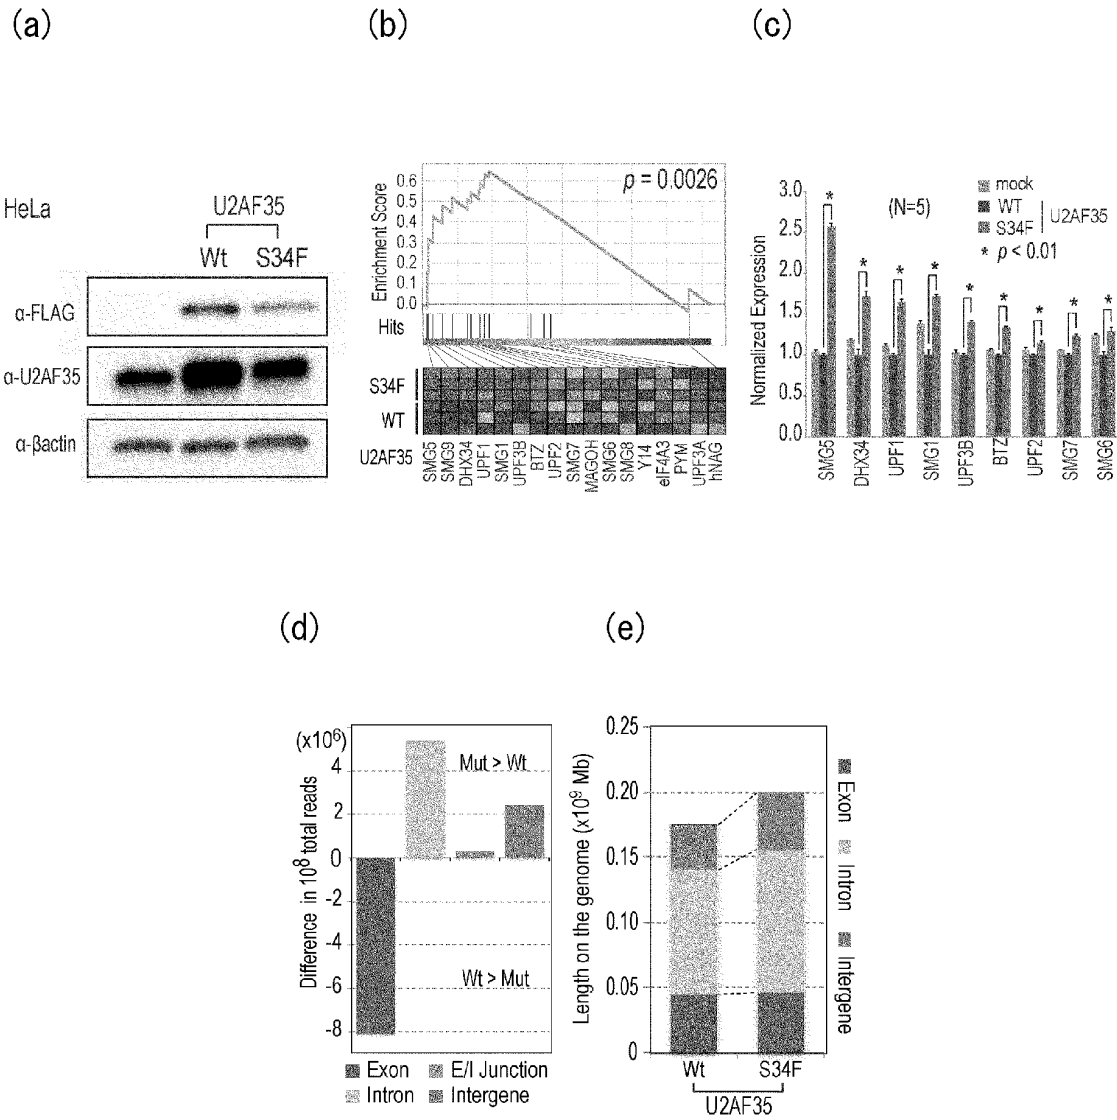 (a)
HeLa
U2AF35
Wt S34F
α-FLAG
α-U2AF35
α-βactin
(b)
Enrichment Score
0.6
0.5
0.4
0.3
0.2
0.1
0.0
p = 0.0026
Hits
S34F
WT
U2AF35
SMG5
SMG9
DHX34
UPF1
SMG1
UPF3B
BTZ
UPF2
SMG7
MAGOH
SMG6
SMG8
Y14
eIF4A3
PYM
UPF3A
hNAG
(c)
Normalized Expression
3.0
2.5
2.0
1.5
1.0
0.5
0.0
(N=5)
mock
WT
S34F
U2AF35
* p < 0.01
* * * * * * * * *
SMG5
DHX34
UPF1
SMG1
UPF3B
BTZ
UPF2
SMG7
SMG6
(d)
Difference in 10⁸ total reads
(x10⁶)
4
2
0
-2
-4
-6
-8
Mut > Wt
Wt > Mut
Exon E/I Junction
Intron Intergene
(e)
Length on the genome (x10⁹ Mb)
0.25
0.20
0.15
0.10
0.05
0
Wt S34F
U2AF35
Exon
Intron
Intergene